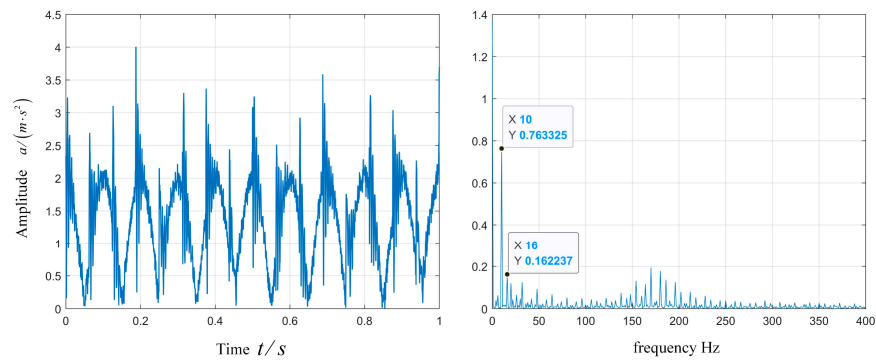 4.5
4
3.5
3
2.5
2
1.5
1
0.5
0
0 0.2 0.4 0.6 0.8 1
Amplitude a/(m·s²)
Time t/s
1.4
1.2
1
0.8
0.6
0.4
0.2
0
0 50 100 150 200 250 300 350 400
X 10
Y 0.763325
X 16
Y 0.162237
frequency Hz